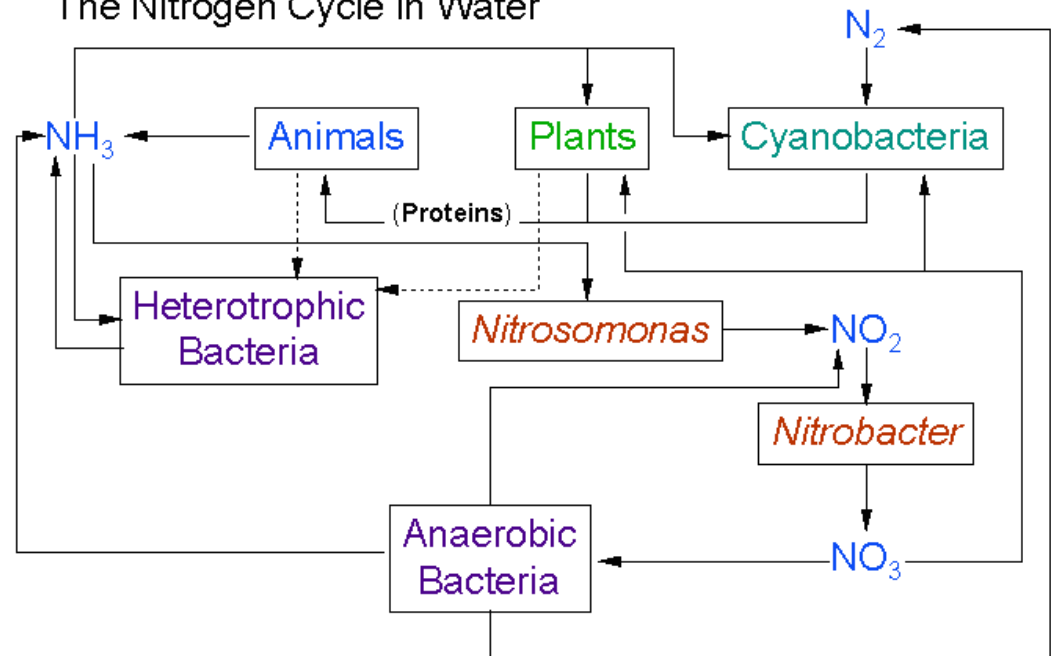 The Nitrogen Cycle in Water
N2
NH3
Animals
Plants
Cyanobacteria
(Proteins)
Heterotrophic
Bacteria
Nitrosomonas
NO2
Nitrobacter
Anaerobic
Bacteria
NO3